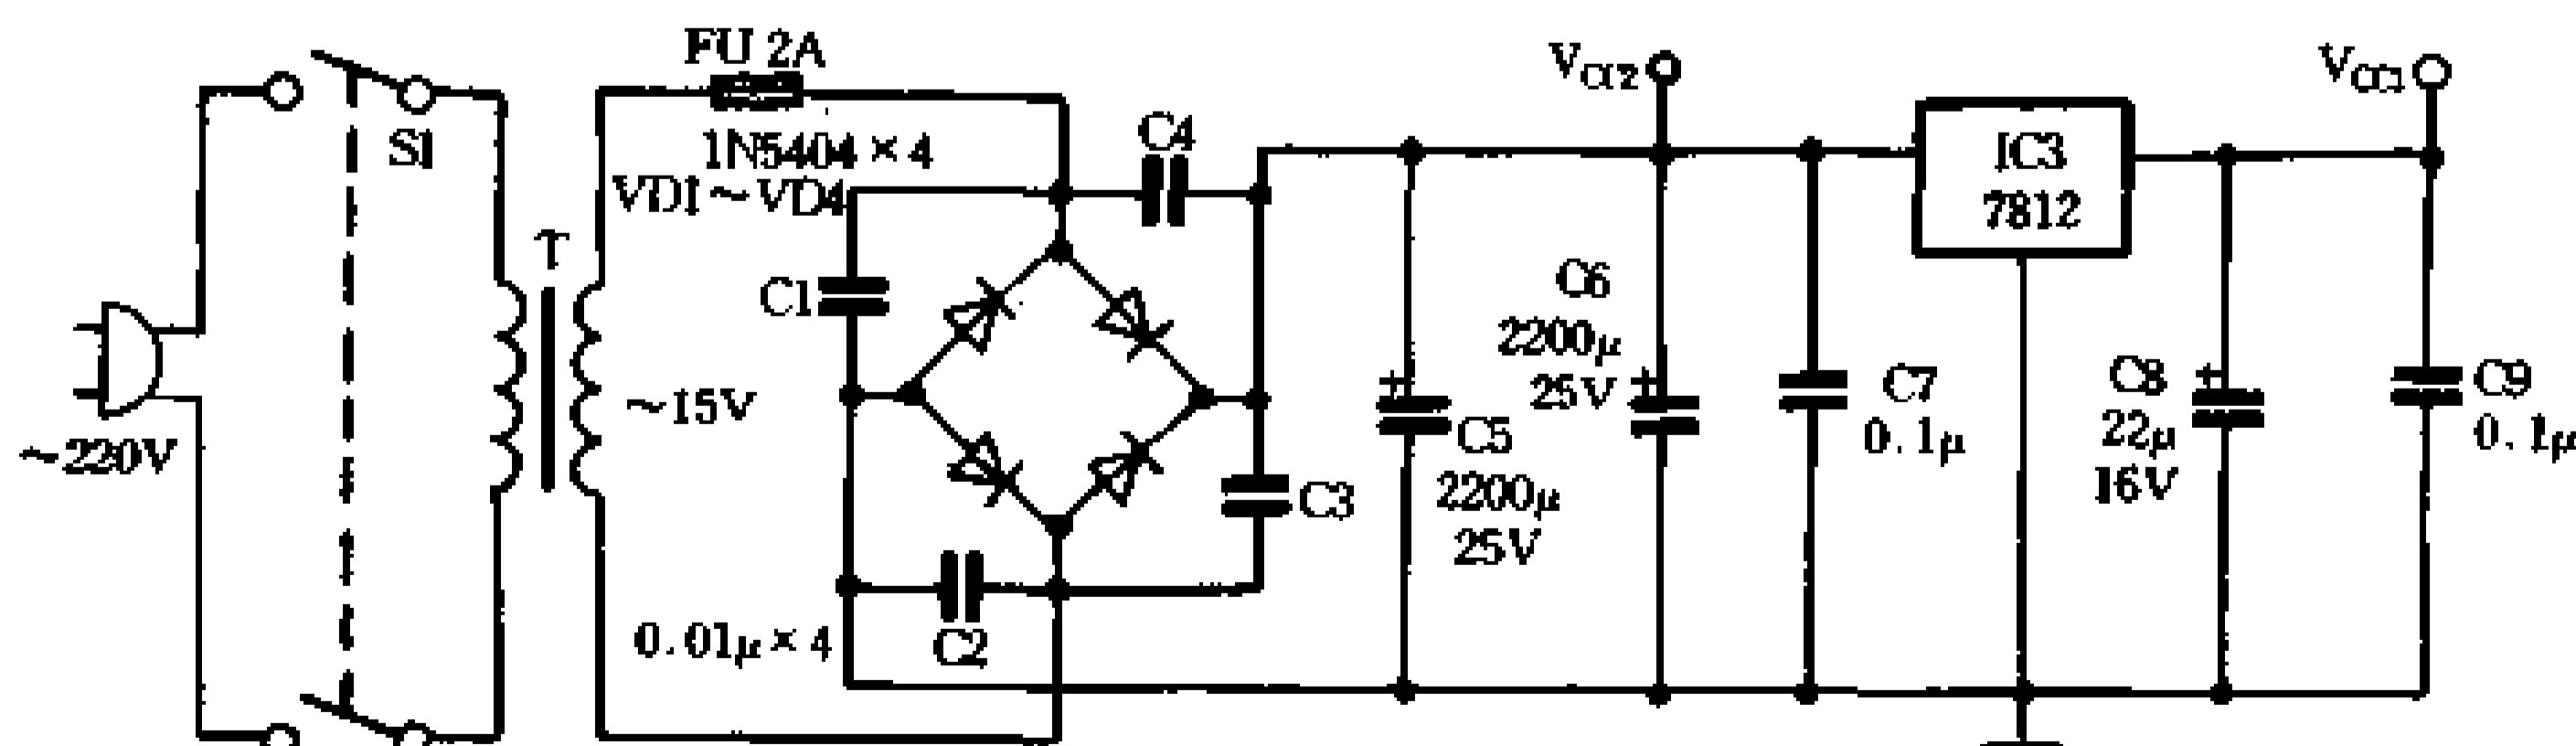 FU 2A
V_CC2
V_CC1
S1
1N5404×4
VD1~VD4
C4
IC3
7812
T
C1
~15V
~220V
C6
2200μ
25V
C5
2200μ
25V
C7
0.1μ
C8
22μ
16V
C9
0.1μ
C3
C2
0.01μ×4